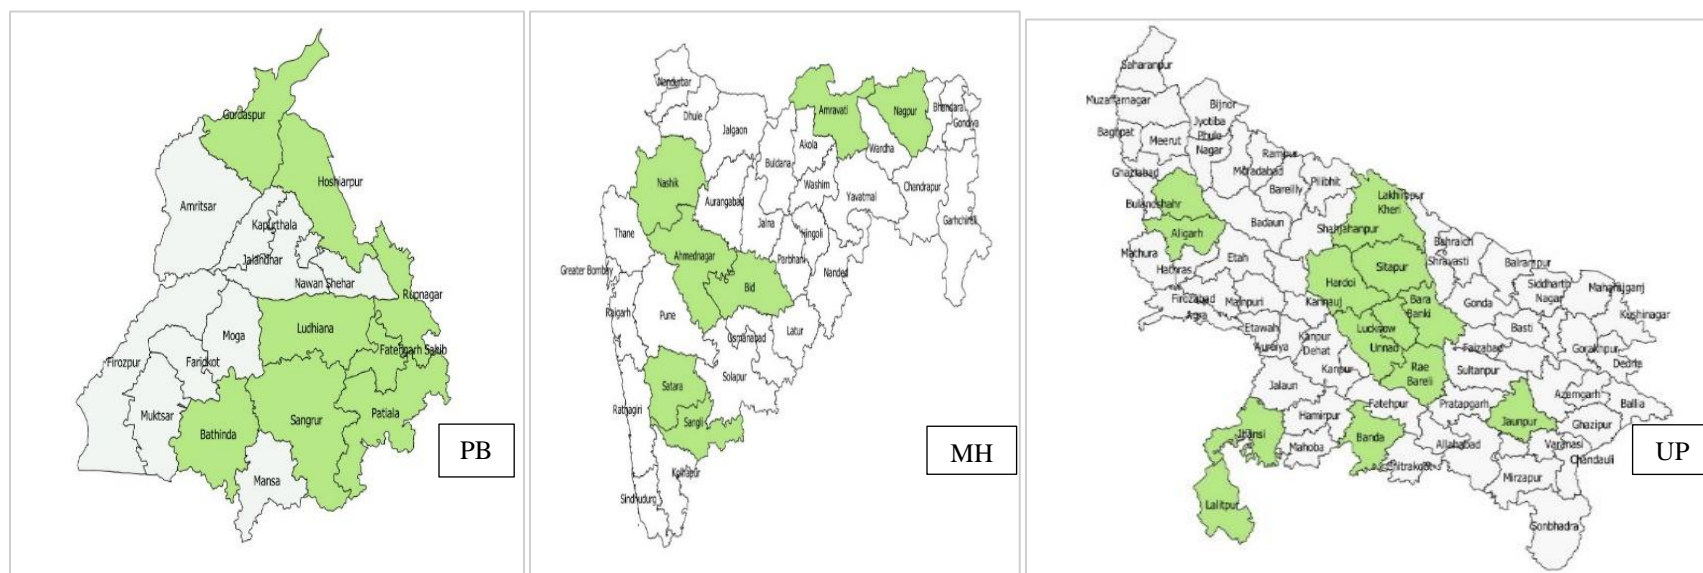 Gordaspur
Hoshiarpur
Amritsar
Kapurthala
Jalandhar
Nawan Shehar
Rupnagar
Ludhiana
Moga
Fatehgarh Sahib
Firozpur
Faridkot
Muktsar
Patiala
Bathinda
Sangrur
Mansa
PB
Nandurbar
Dhule
Jalgaon
Amravati
Nagpur
Bhandara
Gondiya
Akola
Wardha
Buldana
Nashik
Washim
Yavatmal
Chandrapur
Aurangabad
Garhchiroli
Jalna
Hingoli
Thane
Ahmednagar
Parbhani
Nanded
Greater Bombay
Bid
Raigarh
Pune
Latur
Osmanabad
Solapur
Satara
Ratnagiri
Sangli
Kolhapur
Sindhudurg
MH
Saharanpur
Muzaffarnagar
Bijnor
Jyotiba
Phule
Nagar
Baghpat
Meerut
Rampur
Moradabad
Ghaziabad
Bareilly
Pilibhit
Lakhimpur
Kheri
Bulandshahr
Badaun
Shahjahanpur
Aligarh
Bahraich
Mathura
Etah
Shravasti
Balrampur
Hathras
Sitapur
Hardoi
Siddharth
Nagar
Maharajganj
Firozabad
Mainpuri
Kannauj
Bara
Banki
Gonda
Agra
Kushinagar
Etawah
Lucknow
Basti
Auraiya
Kanpur
Dehat
Unnad
Faizabad
Gorakhpur
Deoria
Kanpur
Rae
Bareli
Sultanpur
Jalaun
Azamgarh
Ballia
Hamirpur
Fatehpur
Pratapgarh
Jaunpur
Ghazipur
Jhansi
Mahoba
Banda
Allahabad
Varanasi
Chandauli
Chitrakoot
Mirzapur
Lalitpur
Sonbhadra
UP